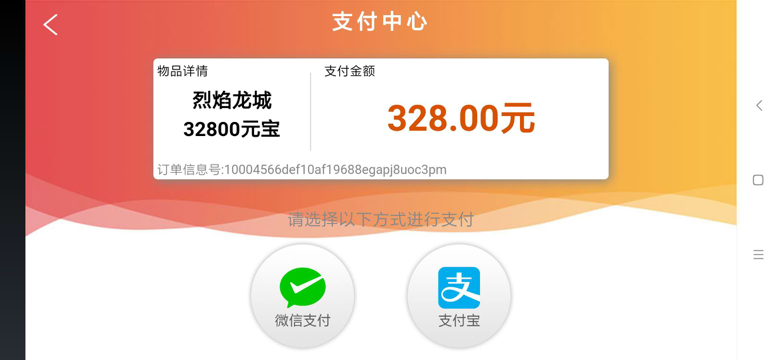 支付中心
物品详情
支付金额
烈焰龙城
32800元宝
328.00元
订单信息号:10004566def10af19688egapj8uoc3pm
请选择以下方式进行支付
支
微信支付
支付宝